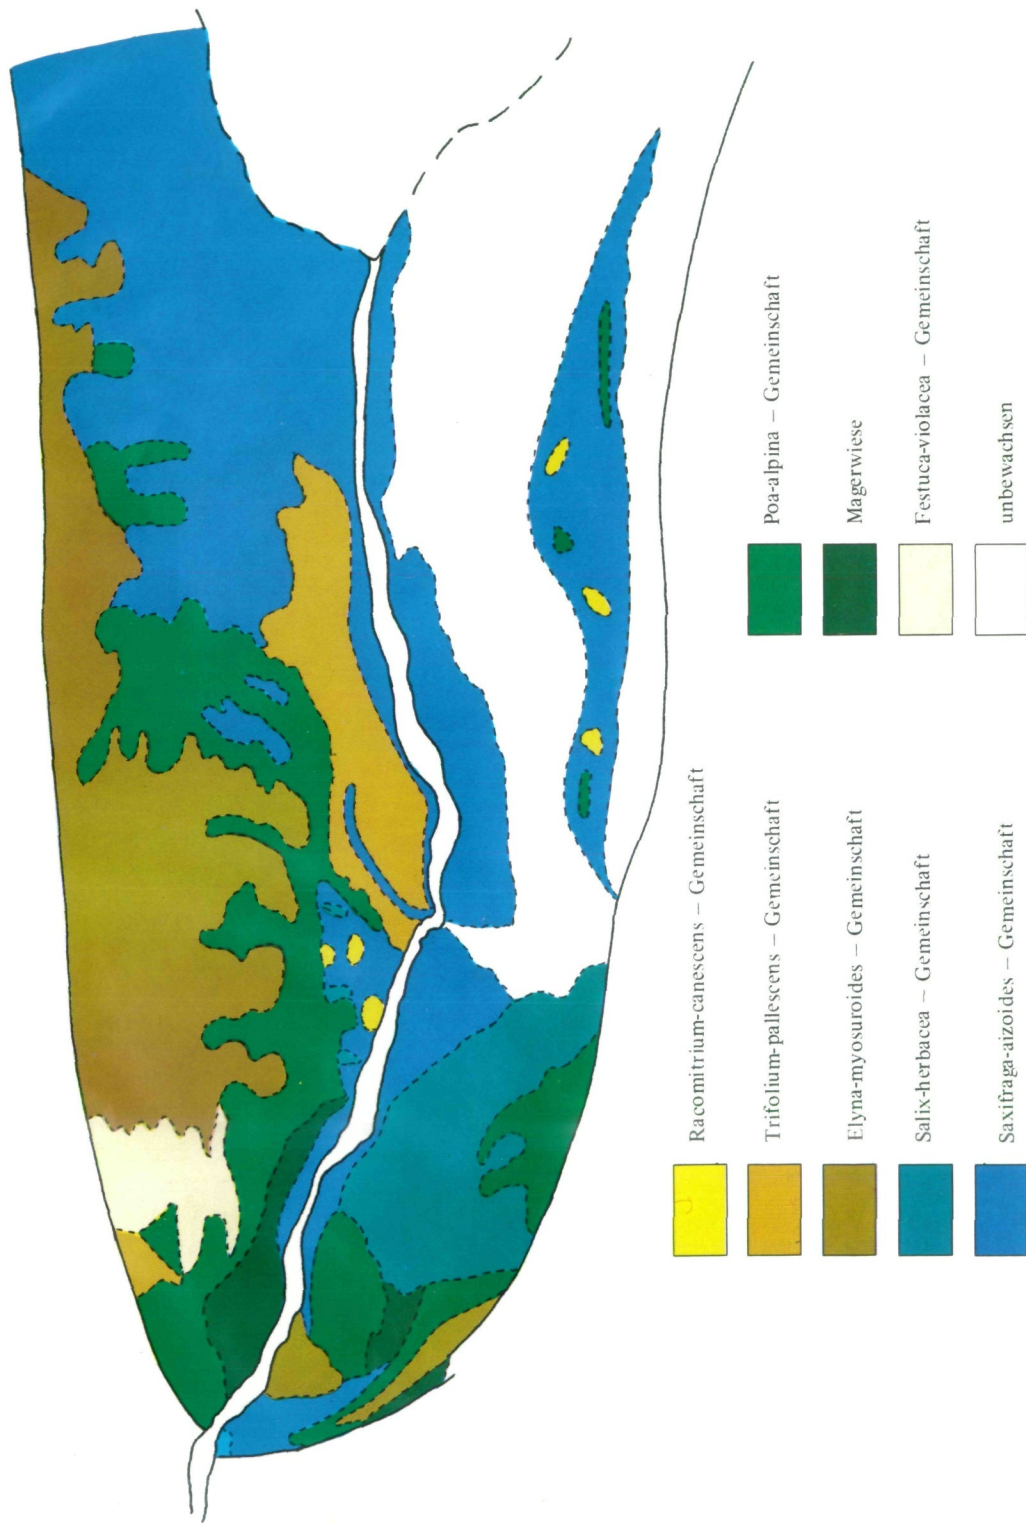 Racomitrium-canescens – Gemeinschaft
Trifolium-pallescens – Gemeinschaft
Elyna-myosuroides – Gemeinschaft
Salix-herbacea – Gemeinschaft
Saxifraga-aizoides – Gemeinschaft
Poa-alpina – Gemeinschaft
Magerwiese
Festuca-violacea – Gemeinschaft
unbewachsen